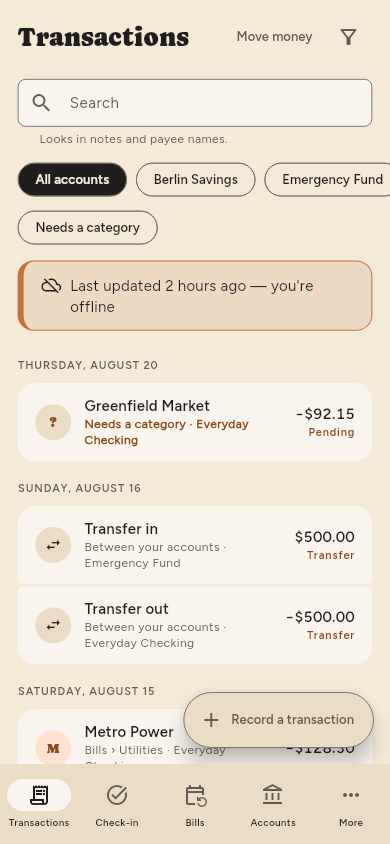 Transactions
Move money
Search
Looks in notes and payee names.
All accounts
Berlin Savings
Emergency Fund
Needs a category
Last updated 2 hours ago — you're
offline
THURSDAY, AUGUST 20
?
Greenfield Market
Needs a category · Everyday
Checking
-$92.15
Pending
SUNDAY, AUGUST 16
Transfer in
Between your accounts ·
Emergency Fund
$500.00
Transfer
Transfer out
Between your accounts ·
Everyday Checking
-$500.00
Transfer
SATURDAY, AUGUST 15
M
Metro Power
Bills › Utilities · Everyday
Record a transaction
Transactions
Check-in
Bills
Accounts
More